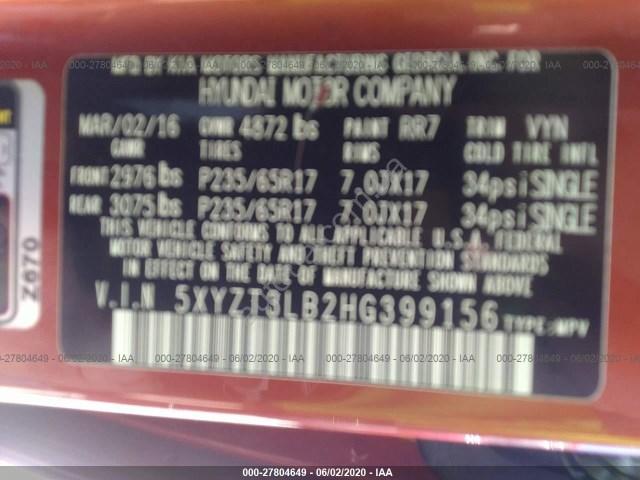 HYUNDAI MOTOR COMPANY
MAR/02/16 GVWR 4872 lbs PAINT RR7 TRIM VYN
GAWR TIRES RIMS COLD TIRE INF.
FRONT 2976 lbs P235/65R17 7.0JX17 34psi SINGLE
REAR 3075 lbs P235/65R17 7.0JX17 34psi SINGLE
THIS VEHICLE CONFORMS TO ALL APPLICABLE U.S.A. FEDERAL
MOTOR VEHICLE SAFETY AND THEFT PREVENTION STANDARDS
IN EFFECT ON THE DATE OF MANUFACTURE SHOWN ABOVE.
V.I.N 5XYZT3LB2HG399156 TYPE:MPV
Z670
000-27804649 - 06/02/2020 - IAA